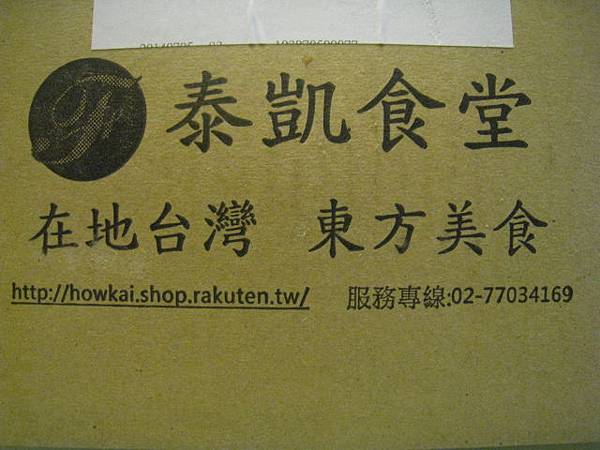 泰凱食堂
在地台灣 東方美食
http://howkai.shop.rakuten.tw/ 服務專線:02-77034169